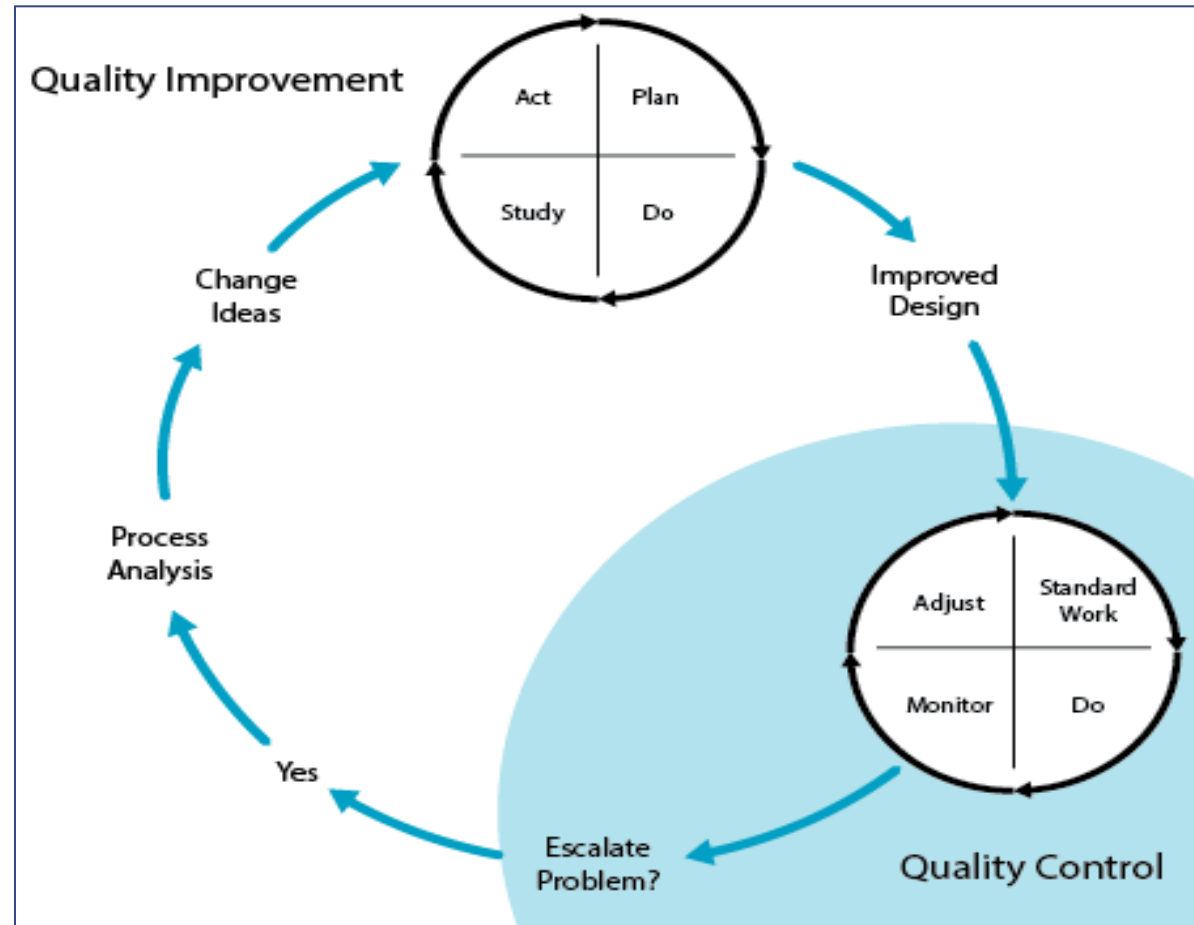 Quality Improvement
Act
Plan
Study
Do
Change
Ideas
Improved
Design
Process
Analysis
Adjust
Standard
Work
Monitor
Do
Yes
Escalate
Problem?
Quality Control